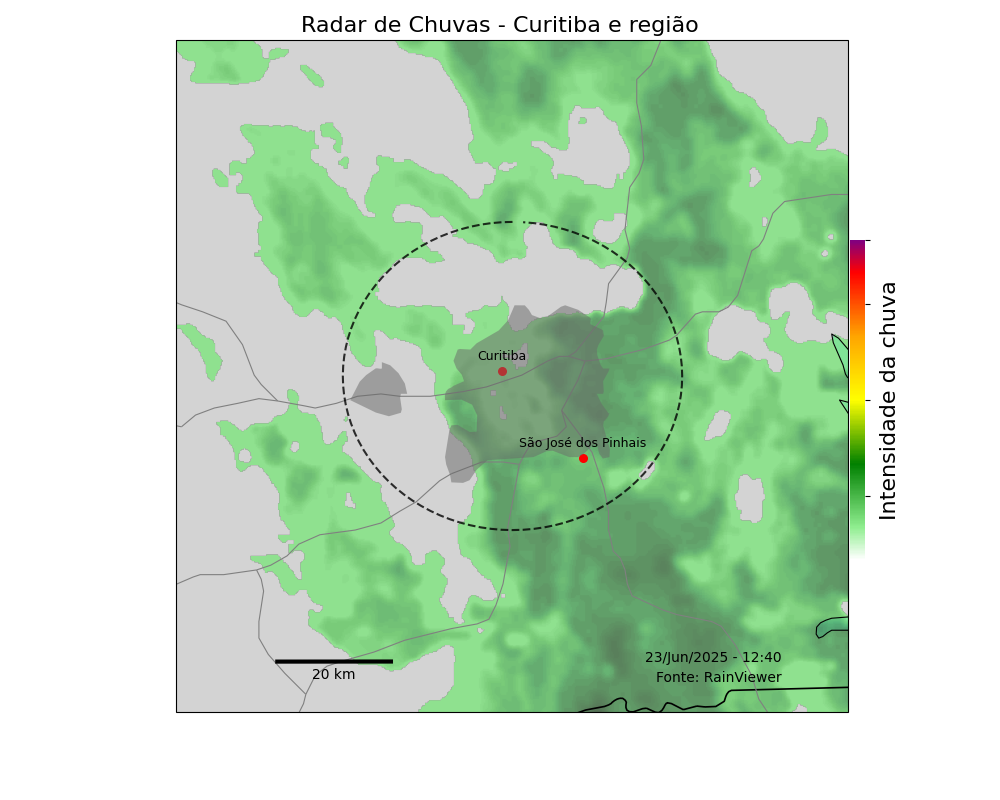 Radar de Chuvas - Curitiba e região
Curitiba
São José dos Pinhais
Intensidade da chuva
23/Jun/2025 - 12:40
20 km
Fonte: RainViewer